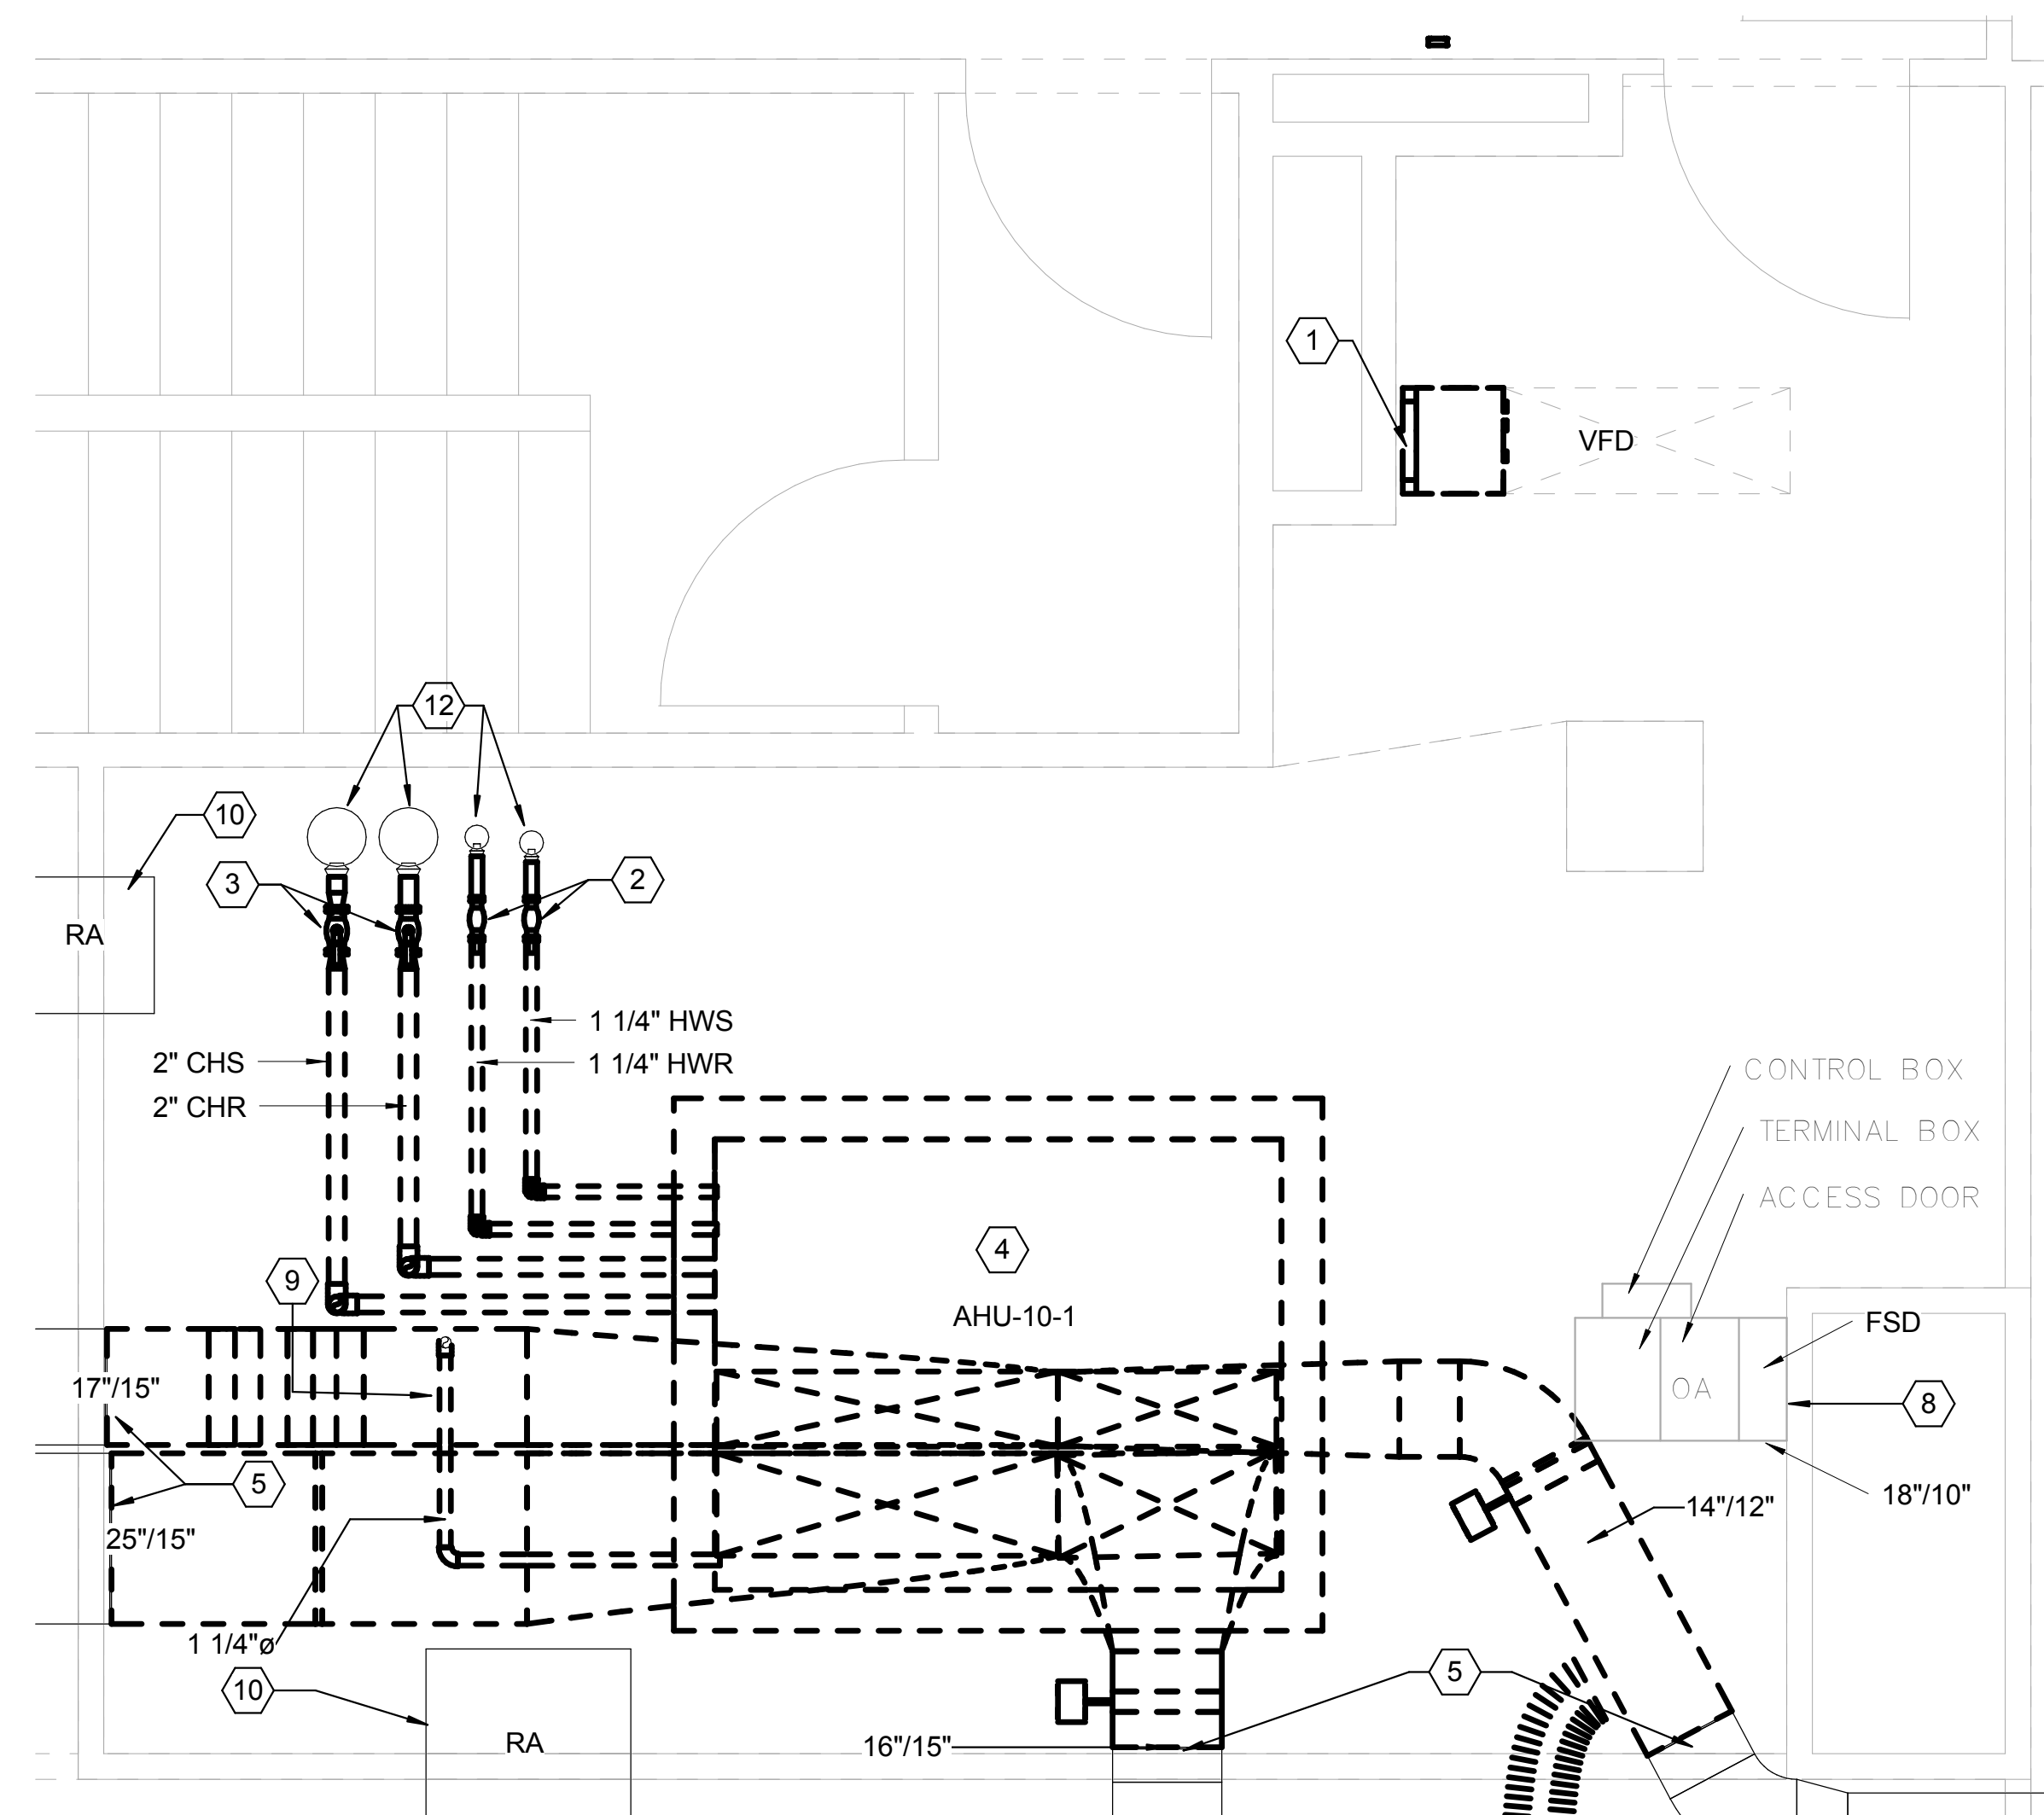 1
VFD
12
10
3
2
RA
1 1/4" HWS
2" CHS
1 1/4" HWR
CONTROL BOX
2" CHR
TERMINAL BOX
ACCESS DOOR
4
9
AHU-10-1
FSD
17"/15"
OA
8
5
18"/10"
14"/12"
25"/15"
1 1/4"ø
10
5
RA
16"/15"